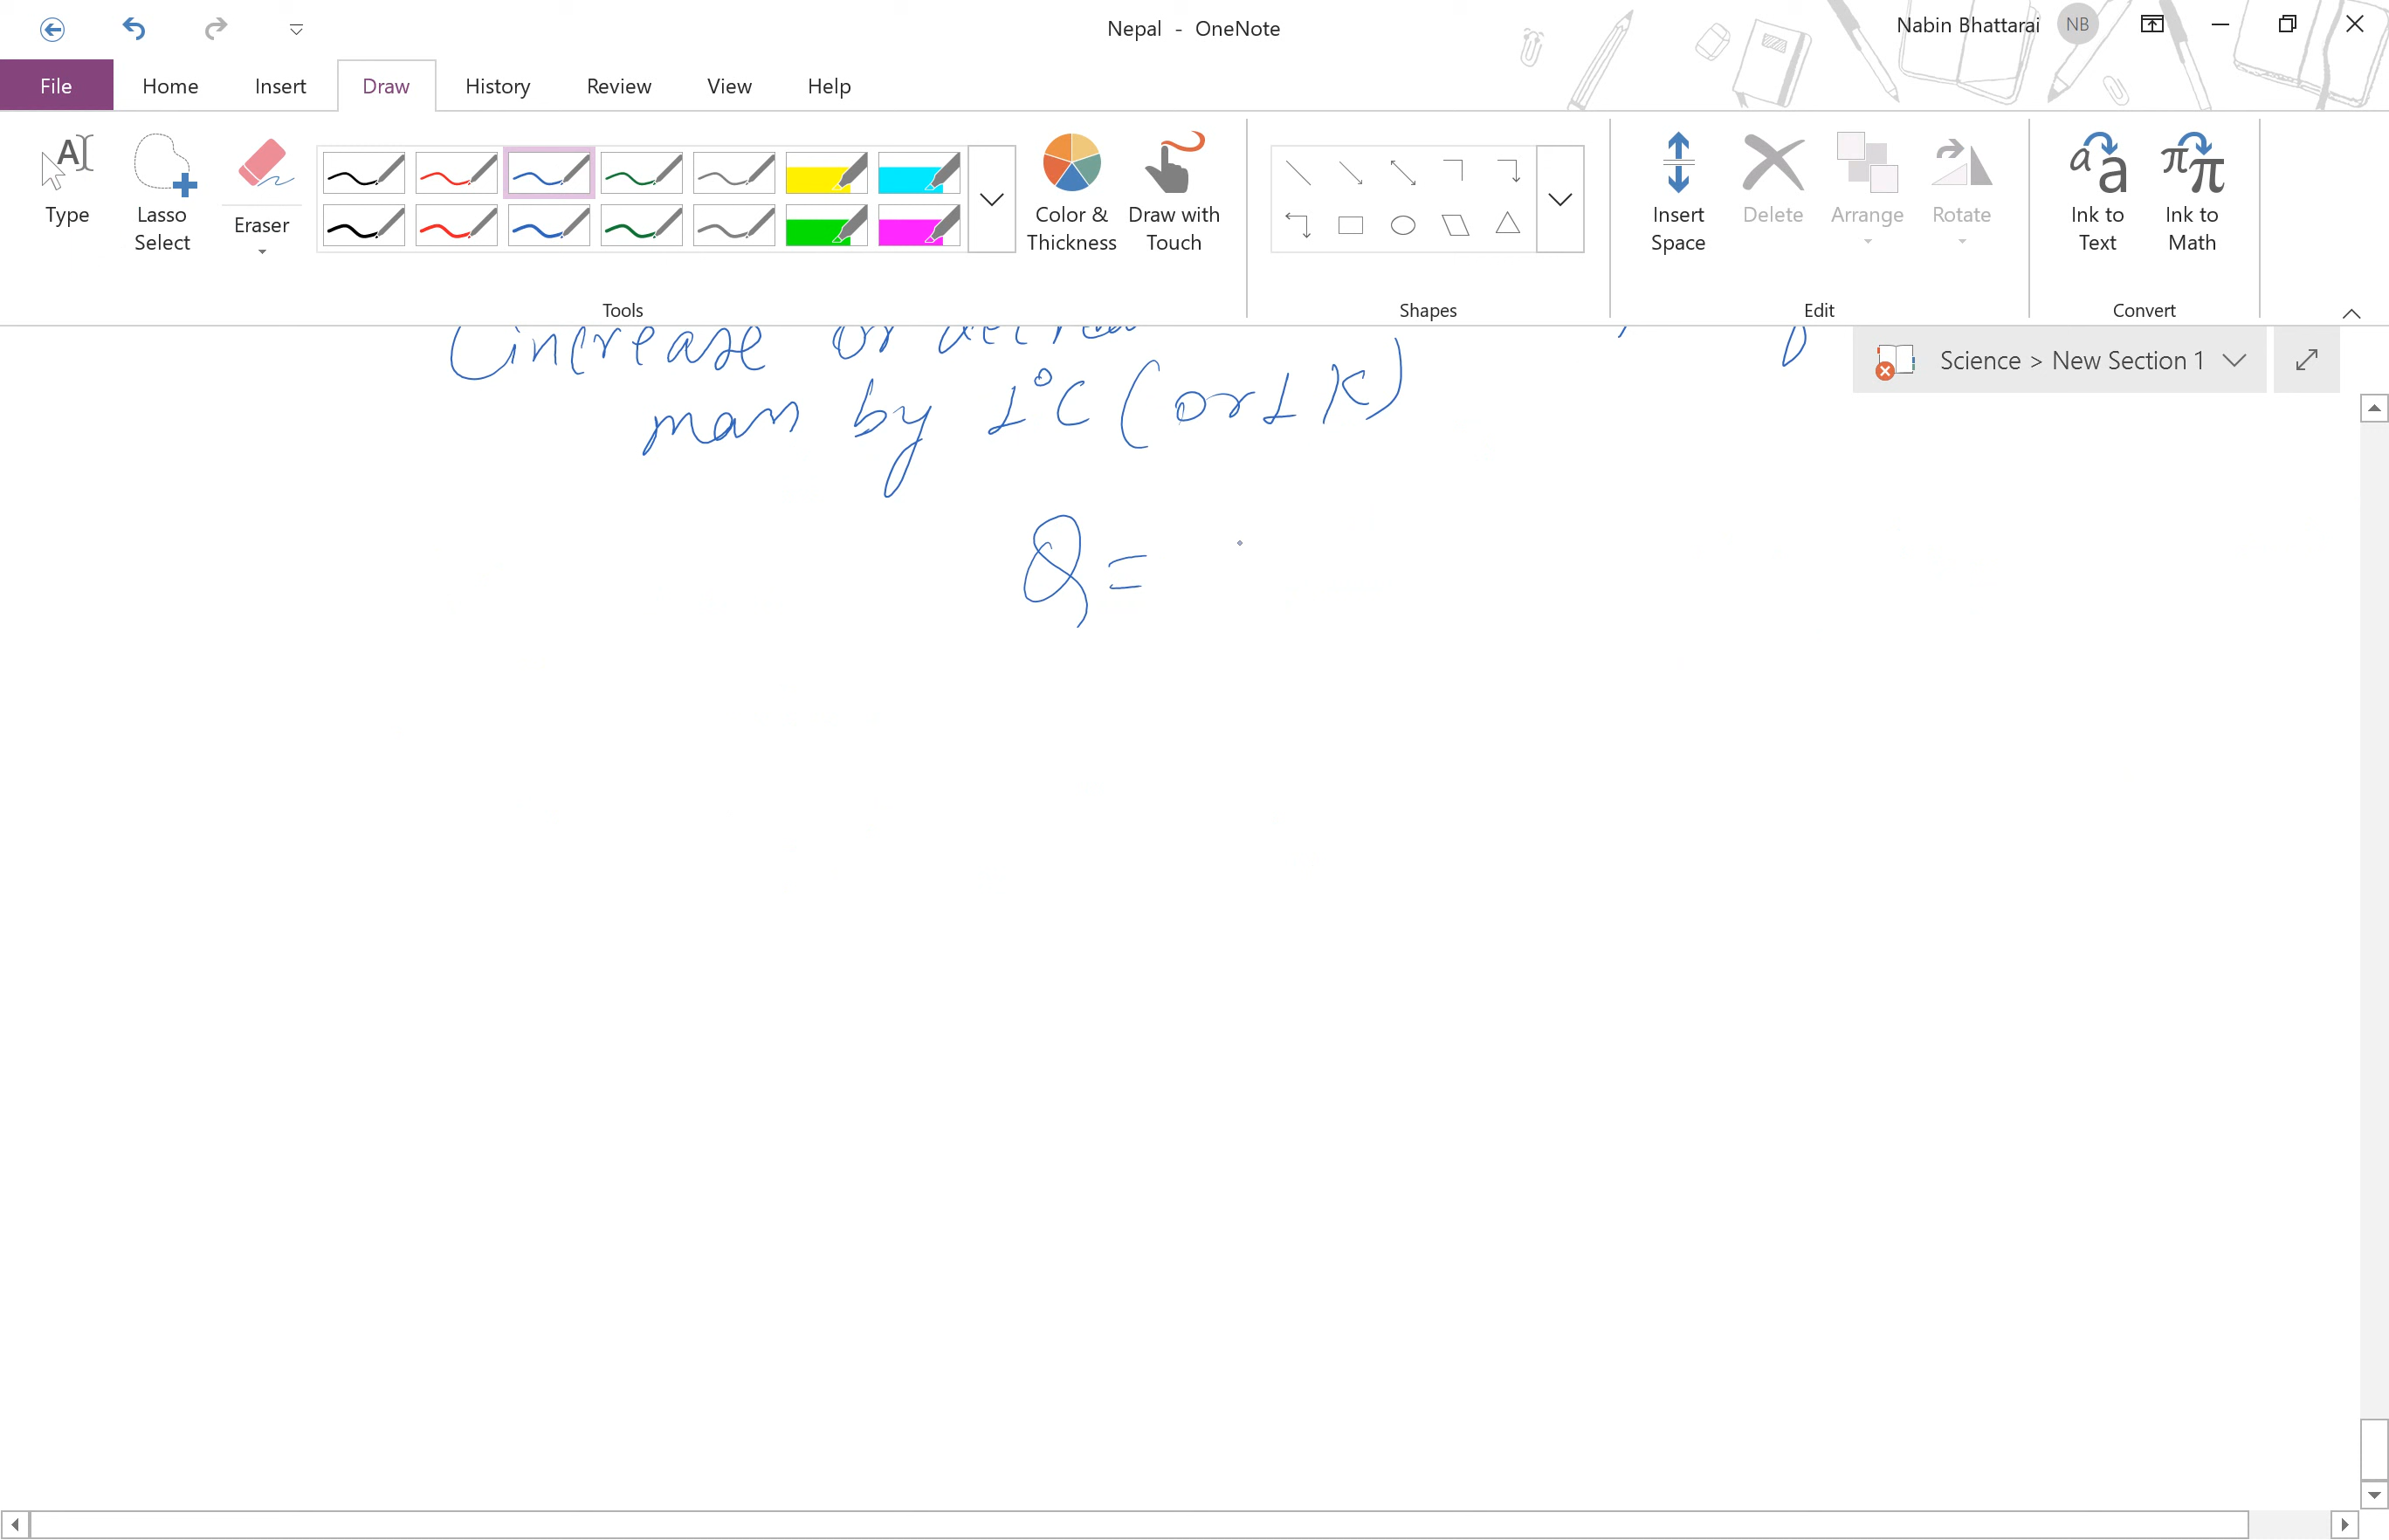 Nepal - OneNote
Nabin Bhattarai NB
File Home Insert Draw History Review View Help
Type
Lasso Select
Eraser
Color & Thickness
Draw with Touch
Insert Space
Delete
Arrange
Rotate
Ink to Text
Ink to Math
Tools Shapes Edit Convert
Science > New Section 1
(increase or
mass by 1°C (or 1 K)
Q =